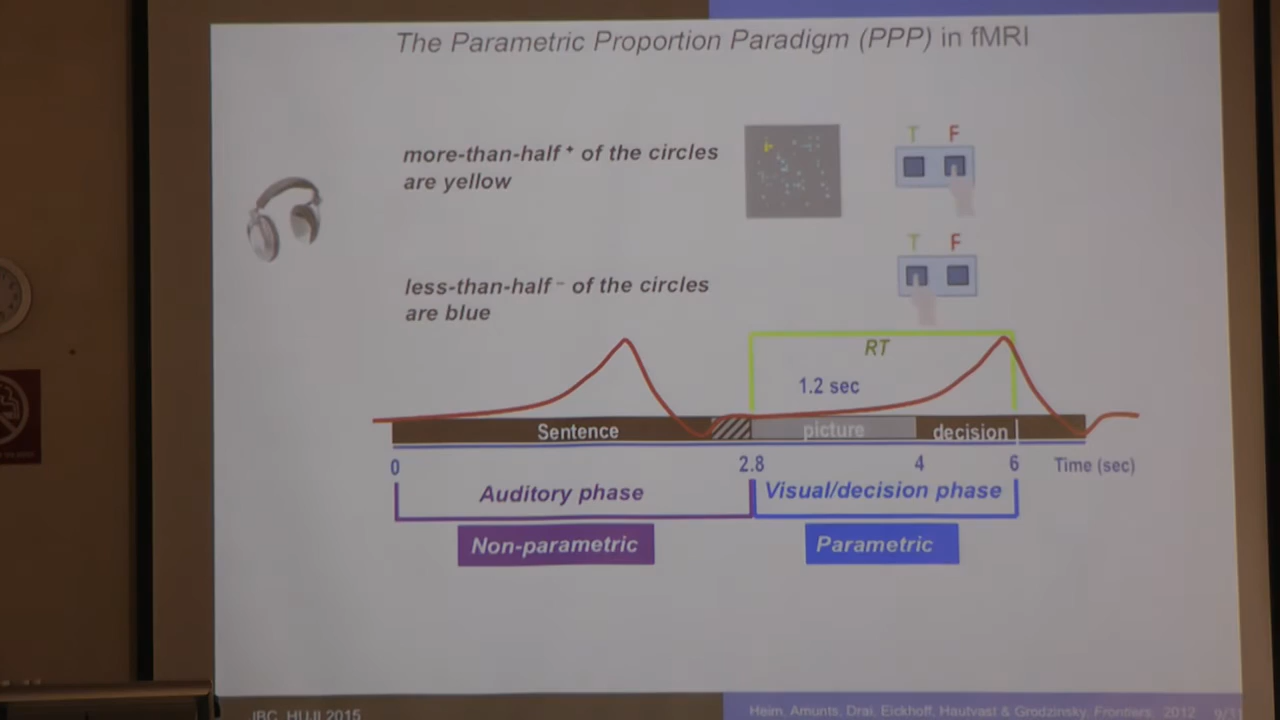 The Parametric Proportion Paradigm (PPP) in fMRI
more-than-half + of the circles
are yellow
T F
less-than-half – of the circles
are blue
T F
RT
1.2 sec
Sentence
picture
decision
0
2.8
4
6
Time (sec)
Auditory phase
Visual/decision phase
Non-parametric
Parametric
JBC, HUJI 2015
Heim, Amunts, Drai, Eickhoff, Hautvast & Grodzinsky, Frontiers, 2012